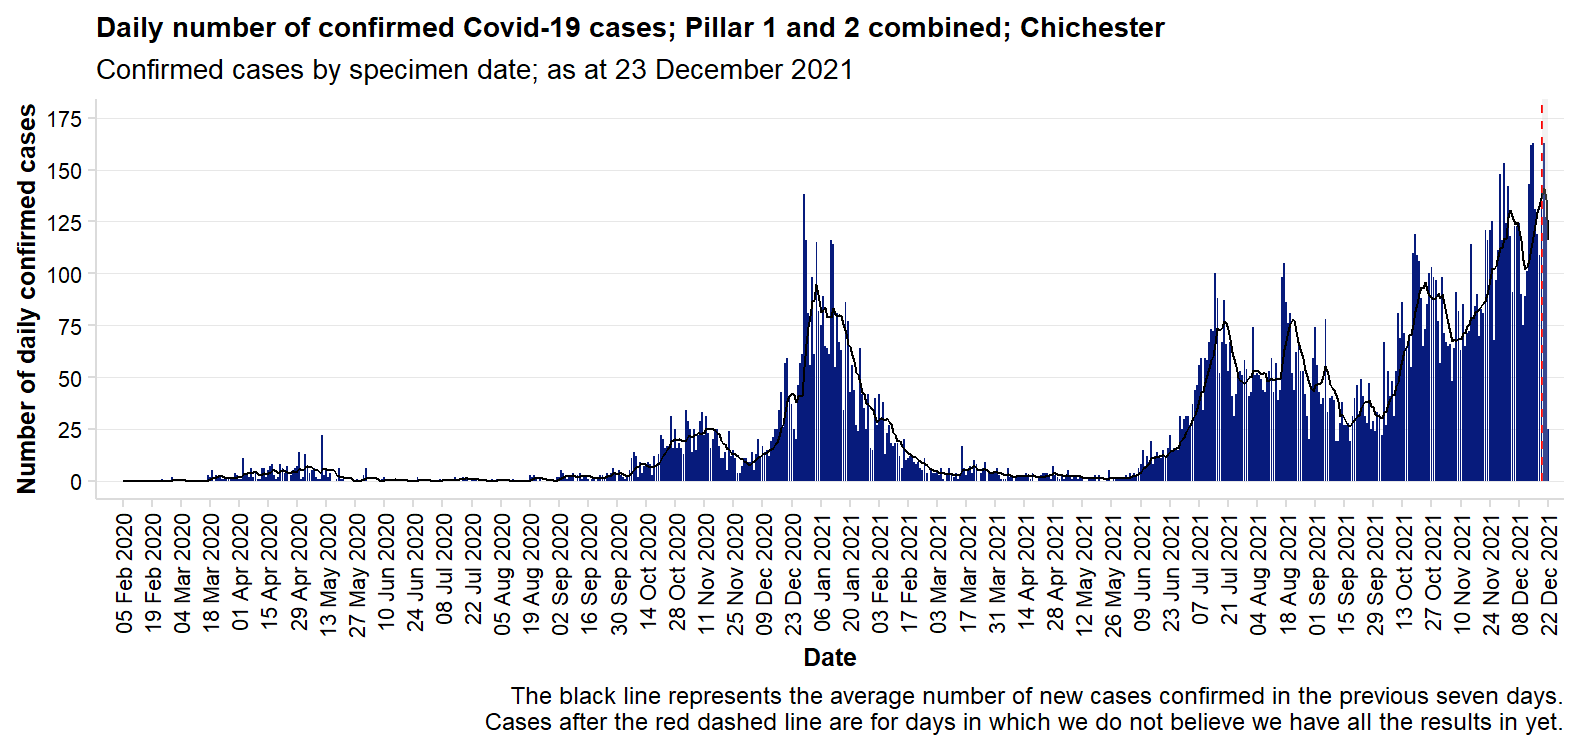 Daily number of confirmed Covid-19 cases; Pillar 1 and 2 combined; Chichester
Confirmed cases by specimen date; as at 23 December 2021
Number of daily confirmed cases
175
150
125
100
75
50
25
0
05 Feb 2020
19 Feb 2020
04 Mar 2020
18 Mar 2020
01 Apr 2020
15 Apr 2020
29 Apr 2020
13 May 2020
27 May 2020
10 Jun 2020
24 Jun 2020
08 Jul 2020
22 Jul 2020
05 Aug 2020
19 Aug 2020
02 Sep 2020
16 Sep 2020
30 Sep 2020
14 Oct 2020
28 Oct 2020
11 Nov 2020
25 Nov 2020
09 Dec 2020
23 Dec 2020
06 Jan 2021
20 Jan 2021
03 Feb 2021
17 Feb 2021
03 Mar 2021
17 Mar 2021
31 Mar 2021
14 Apr 2021
28 Apr 2021
12 May 2021
26 May 2021
09 Jun 2021
23 Jun 2021
07 Jul 2021
21 Jul 2021
04 Aug 2021
18 Aug 2021
01 Sep 2021
15 Sep 2021
29 Sep 2021
13 Oct 2021
27 Oct 2021
10 Nov 2021
24 Nov 2021
08 Dec 2021
22 Dec 2021
Date
The black line represents the average number of new cases confirmed in the previous seven days.
Cases after the red dashed line are for days in which we do not believe we have all the results in yet.